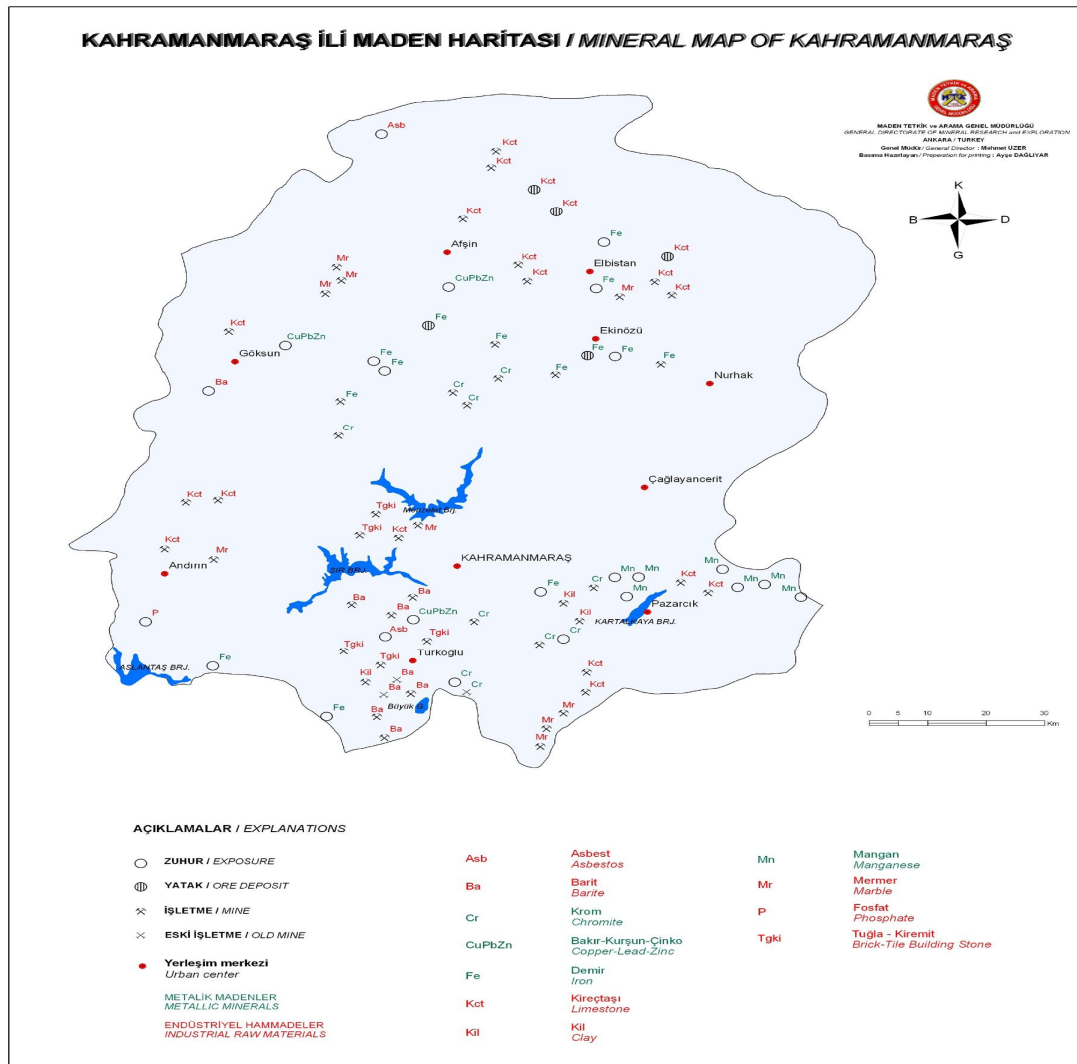 KAHRAMANMARAŞ İLİ MADEN HARİTASI / MINERAL MAP OF KAHRAMANMARAŞ
MADEN TETKİK ve ARAMA GENEL MÜDÜRLÜĞÜ
GENERAL DIRECTORATE OF MINERAL RESEARCH and EXPLORATION
ANKARA / TURKEY
Genel Müdür / General Director : Mehmet ÜZER
Basıma Hazırlayan / Preparation for printing : Ayşe DAĞLIYAR
K
B
D
G
Asb
Kct
Kct
Kct
Kct
Kct
Fe
Afşin
Kct
Mr
Mr
Mr
Kct
Kct
Elbistan
Kct
Kct
Fe
Mr
CuPbZn
Fe
Kct
CuPbZn
Fe
Ekinözü
Göksun
Fe
Fe
Fe
Fe
Fe
Fe
Nurhak
Ba
Cr
Cr
Cr
Fe
Cr
Çağlayancerit
Kct
Kct
Tgki
Menzelet Brj.
Tgki
Kct
Mr
Kct
Mr
Andırın
SIR BRJ.
KAHRAMANMARAŞ
Fe
Cr
Mn
Mn
Mn
Kct
Kct
Mn
Mn
Mn
Mn
Kil
Kil
Pazarcık
KARTALKAYA BRJ.
P
Ba
Ba
Ba
CuPbZn
Cr
Asb
Tgki
Tgki
Tgki
Türkoğlu
Cr
Cr
ASLANTAŞ BRJ.
Fe
Kil
Ba
Ba
Ba
Cr
Cr
Kct
Kct
Fe
Ba
Büyük G.
Ba
Mr
Mr
Mr
0 5 10 20 30
Km
AÇIKLAMALAR / EXPLANATIONS
ZUHUR / EXPOSURE
YATAK / ORE DEPOSIT
İŞLETME / MINE
ESKİ İŞLETME / OLD MINE
Yerleşim merkezi
Urban center
METALİK MADENLER
METALLIC MINERALS
ENDÜSTRİYEL HAMMADELER
INDUSTRIAL RAW MATERIALS
Asb Asbest
Asbestos
Ba Barit
Barite
Cr Krom
Chromite
CuPbZn Bakır-Kurşun-Çinko
Copper-Lead-Zinc
Fe Demir
Iron
Kct Kireçtaşı
Limestone
Kil Kil
Clay
Mn Mangan
Manganese
Mr Mermer
Marble
P Fosfat
Phosphate
Tgki Tuğla - Kiremit
Brick-Tile Building Stone